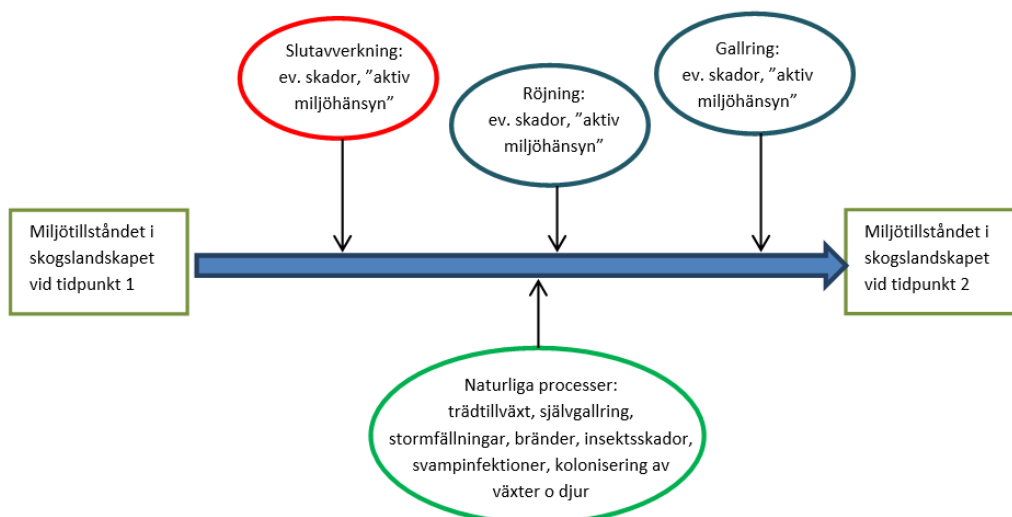 Slutavverkning:
ev. skador, ”aktiv
miljöhänsyn”
Röjning:
ev. skador, ”aktiv
miljöhänsyn”
Gallring:
ev. skador, ”aktiv
miljöhänsyn”
Miljötillståndet i
skogslandskapet
vid tidpunkt 1
Miljötillståndet i
skogslandskapet
vid tidpunkt 2
Naturliga processer:
trädtillväxt, självgallring,
stormfällningar, bränder, insektsskador,
svampinfektioner, kolonisering av
växter o djur